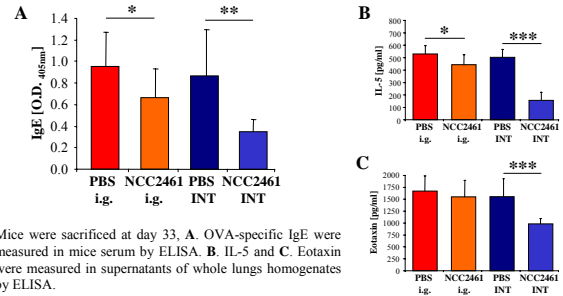 A
IgE [O.D. 405nm]
1.4
1.2
1.0
0.8
0.6
0.4
0.2
0.0
*
**
PBS NCC2461 PBS NCC2461
i.g. i.g. INT INT
B
IL-5 [pg/ml]
800
700
600
500
400
300
200
100
0
*
***
PBS NCC2461 PBS NCC2461
i.g. i.g. INT INT
C
Eotaxin [pg/ml]
2000
1750
1500
1250
1000
750
500
250
0
***
PBS NCC2461 PBS NCC2461
i.g. i.g. INT INT
Mice were sacrificed at day 33, A. OVA-specific IgE were
measured in mice serum by ELISA. B. IL-5 and C. Eotaxin
were measured in supernatants of whole lungs homogenates
by ELISA.